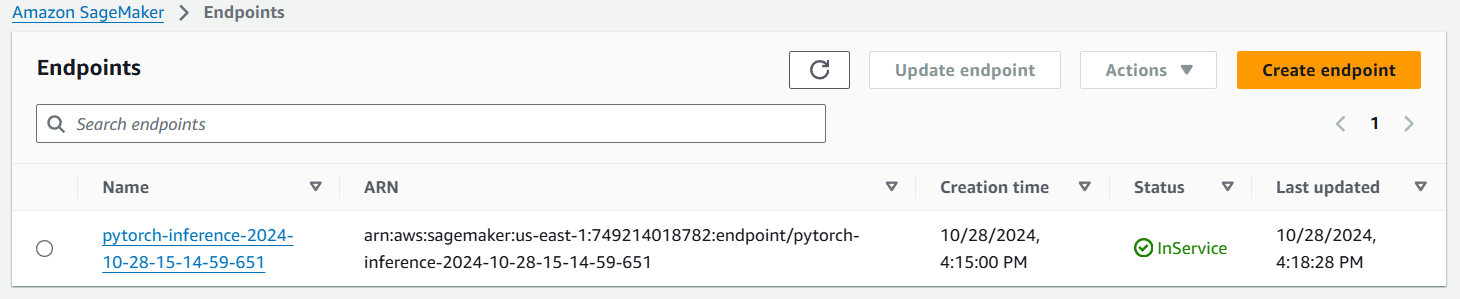 Amazon SageMaker > Endpoints
Endpoints
Update endpoint
Actions
Create endpoint
Search endpoints
1
Name
ARN
Creation time
Status
Last updated
pytorch-inference-2024-
10-28-15-14-59-651
arn:aws:sagemaker:us-east-1:749214018782:endpoint/pytorch-
inference-2024-10-28-15-14-59-651
10/28/2024,
4:15:00 PM
InService
10/28/2024,
4:18:28 PM